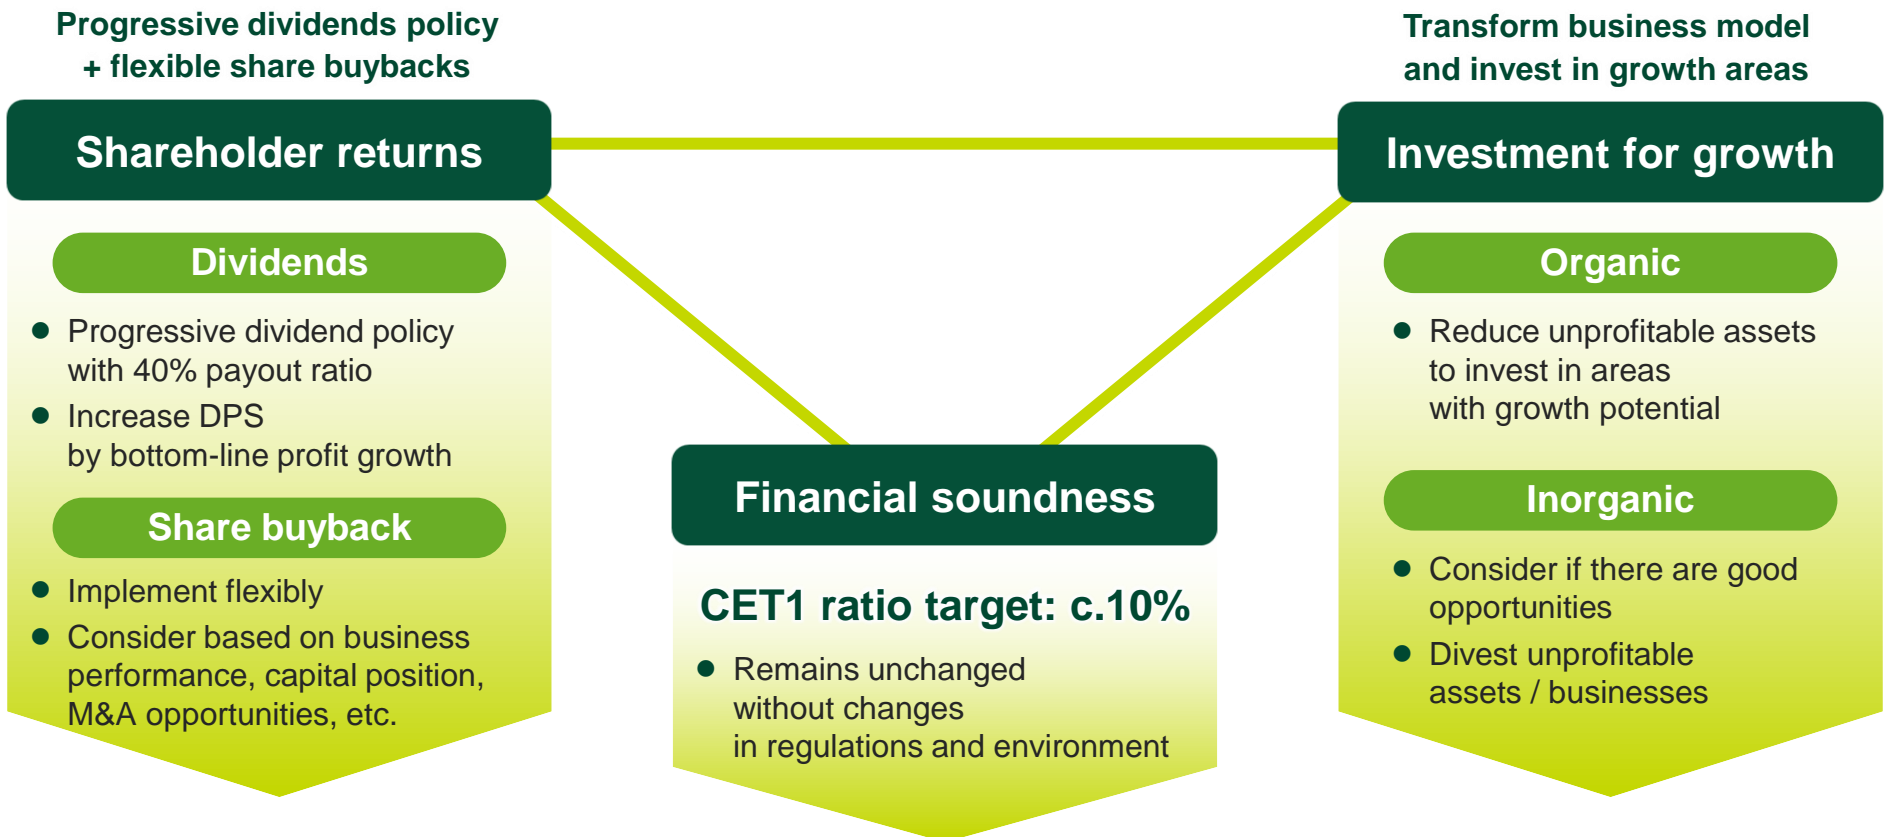 Progressive dividends policy
+ flexible share buybacks
Shareholder returns
Dividends
● Progressive dividend policy
with 40% payout ratio
● Increase DPS
by bottom-line profit growth
Share buyback
● Implement flexibly
● Consider based on business
performance, capital position,
M&A opportunities, etc.
Financial soundness
CET1 ratio target: c.10%
● Remains unchanged
without changes
in regulations and environment
Transform business model
and invest in growth areas
Investment for growth
Organic
● Reduce unprofitable assets
to invest in areas
with growth potential
Inorganic
● Consider if there are good
opportunities
● Divest unprofitable
assets / businesses